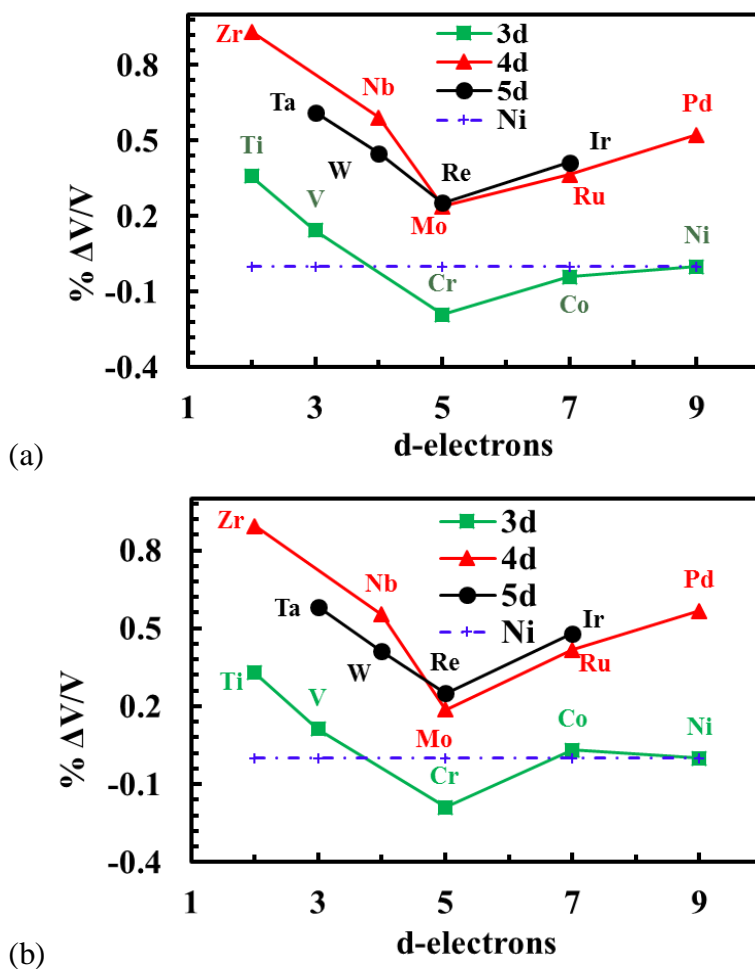 Zr
3d
4d
5d
Ni
0.8
0.5
0.2
-0.1
-0.4
% ΔV/V
Ta
Nb
Pd
Ti
W
Re
Ir
V
Mo
Ru
Ni
Cr
Co
1 3 5 7 9
d-electrons
(a)
Zr
3d
4d
5d
Ni
0.8
0.5
0.2
-0.1
-0.4
% ΔV/V
Nb
Pd
Ta
Ir
W
Re
Ru
Ti
V
Mo
Co
Ni
Cr
1 3 5 7 9
d-electrons
(b)